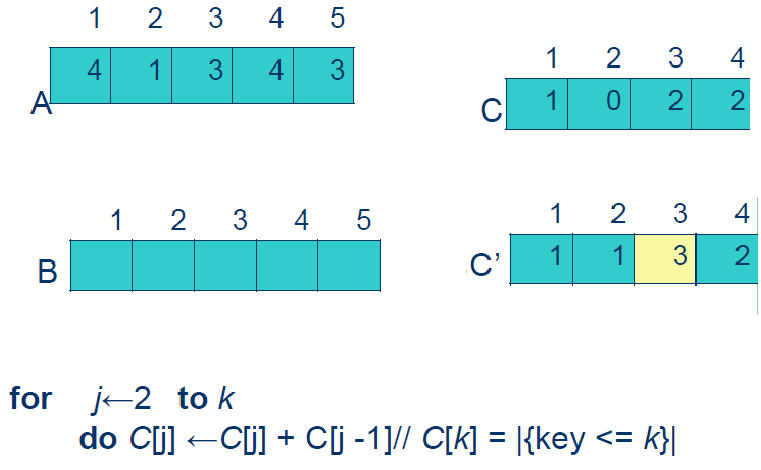 1 2 3 4 5
A 4 1 3 4 3
1 2 3 4
C 1 0 2 2
1 2 3 4 5
B
1 2 3 4
C’ 1 1 3 2
for j←2 to k
do C[j] ←C[j] + C[j -1]// C[k] = |{key <= k}|